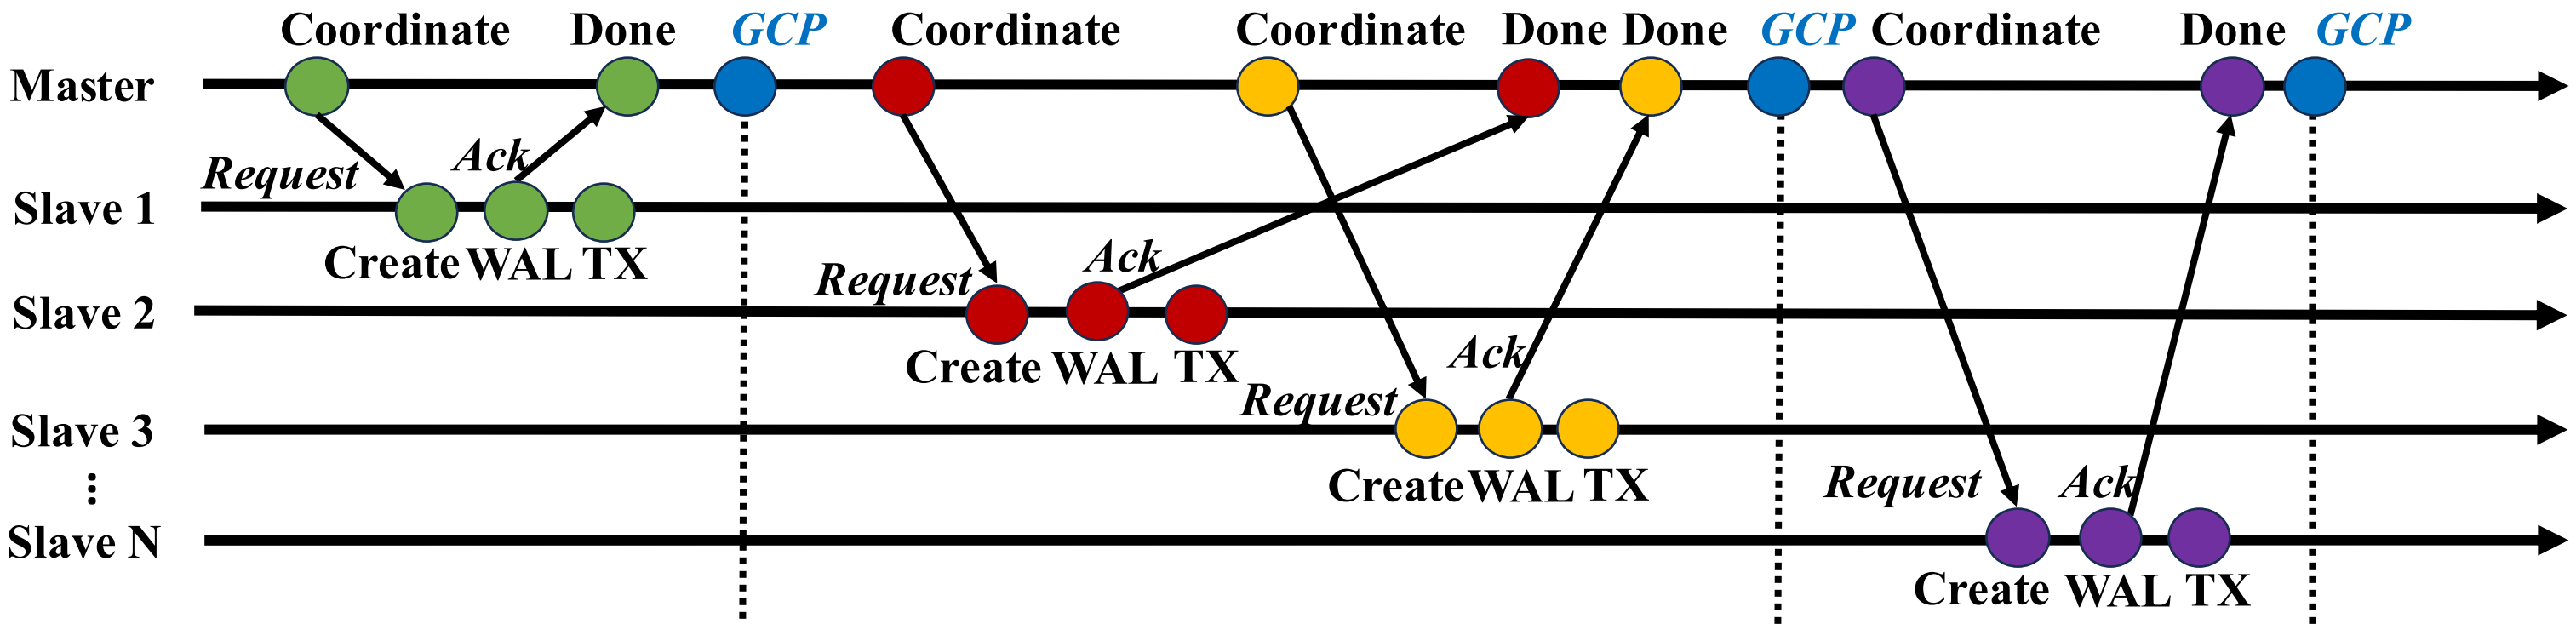 Coordinate Done GCP Coordinate Coordinate Done Done GCP Coordinate Done GCP
Master
Request Ack
Slave 1
Create WAL TX
Request Ack
Slave 2
Create WAL TX
Request Ack
Slave 3
Create WAL TX
⋮
Request Ack
Slave N
Create WAL TX